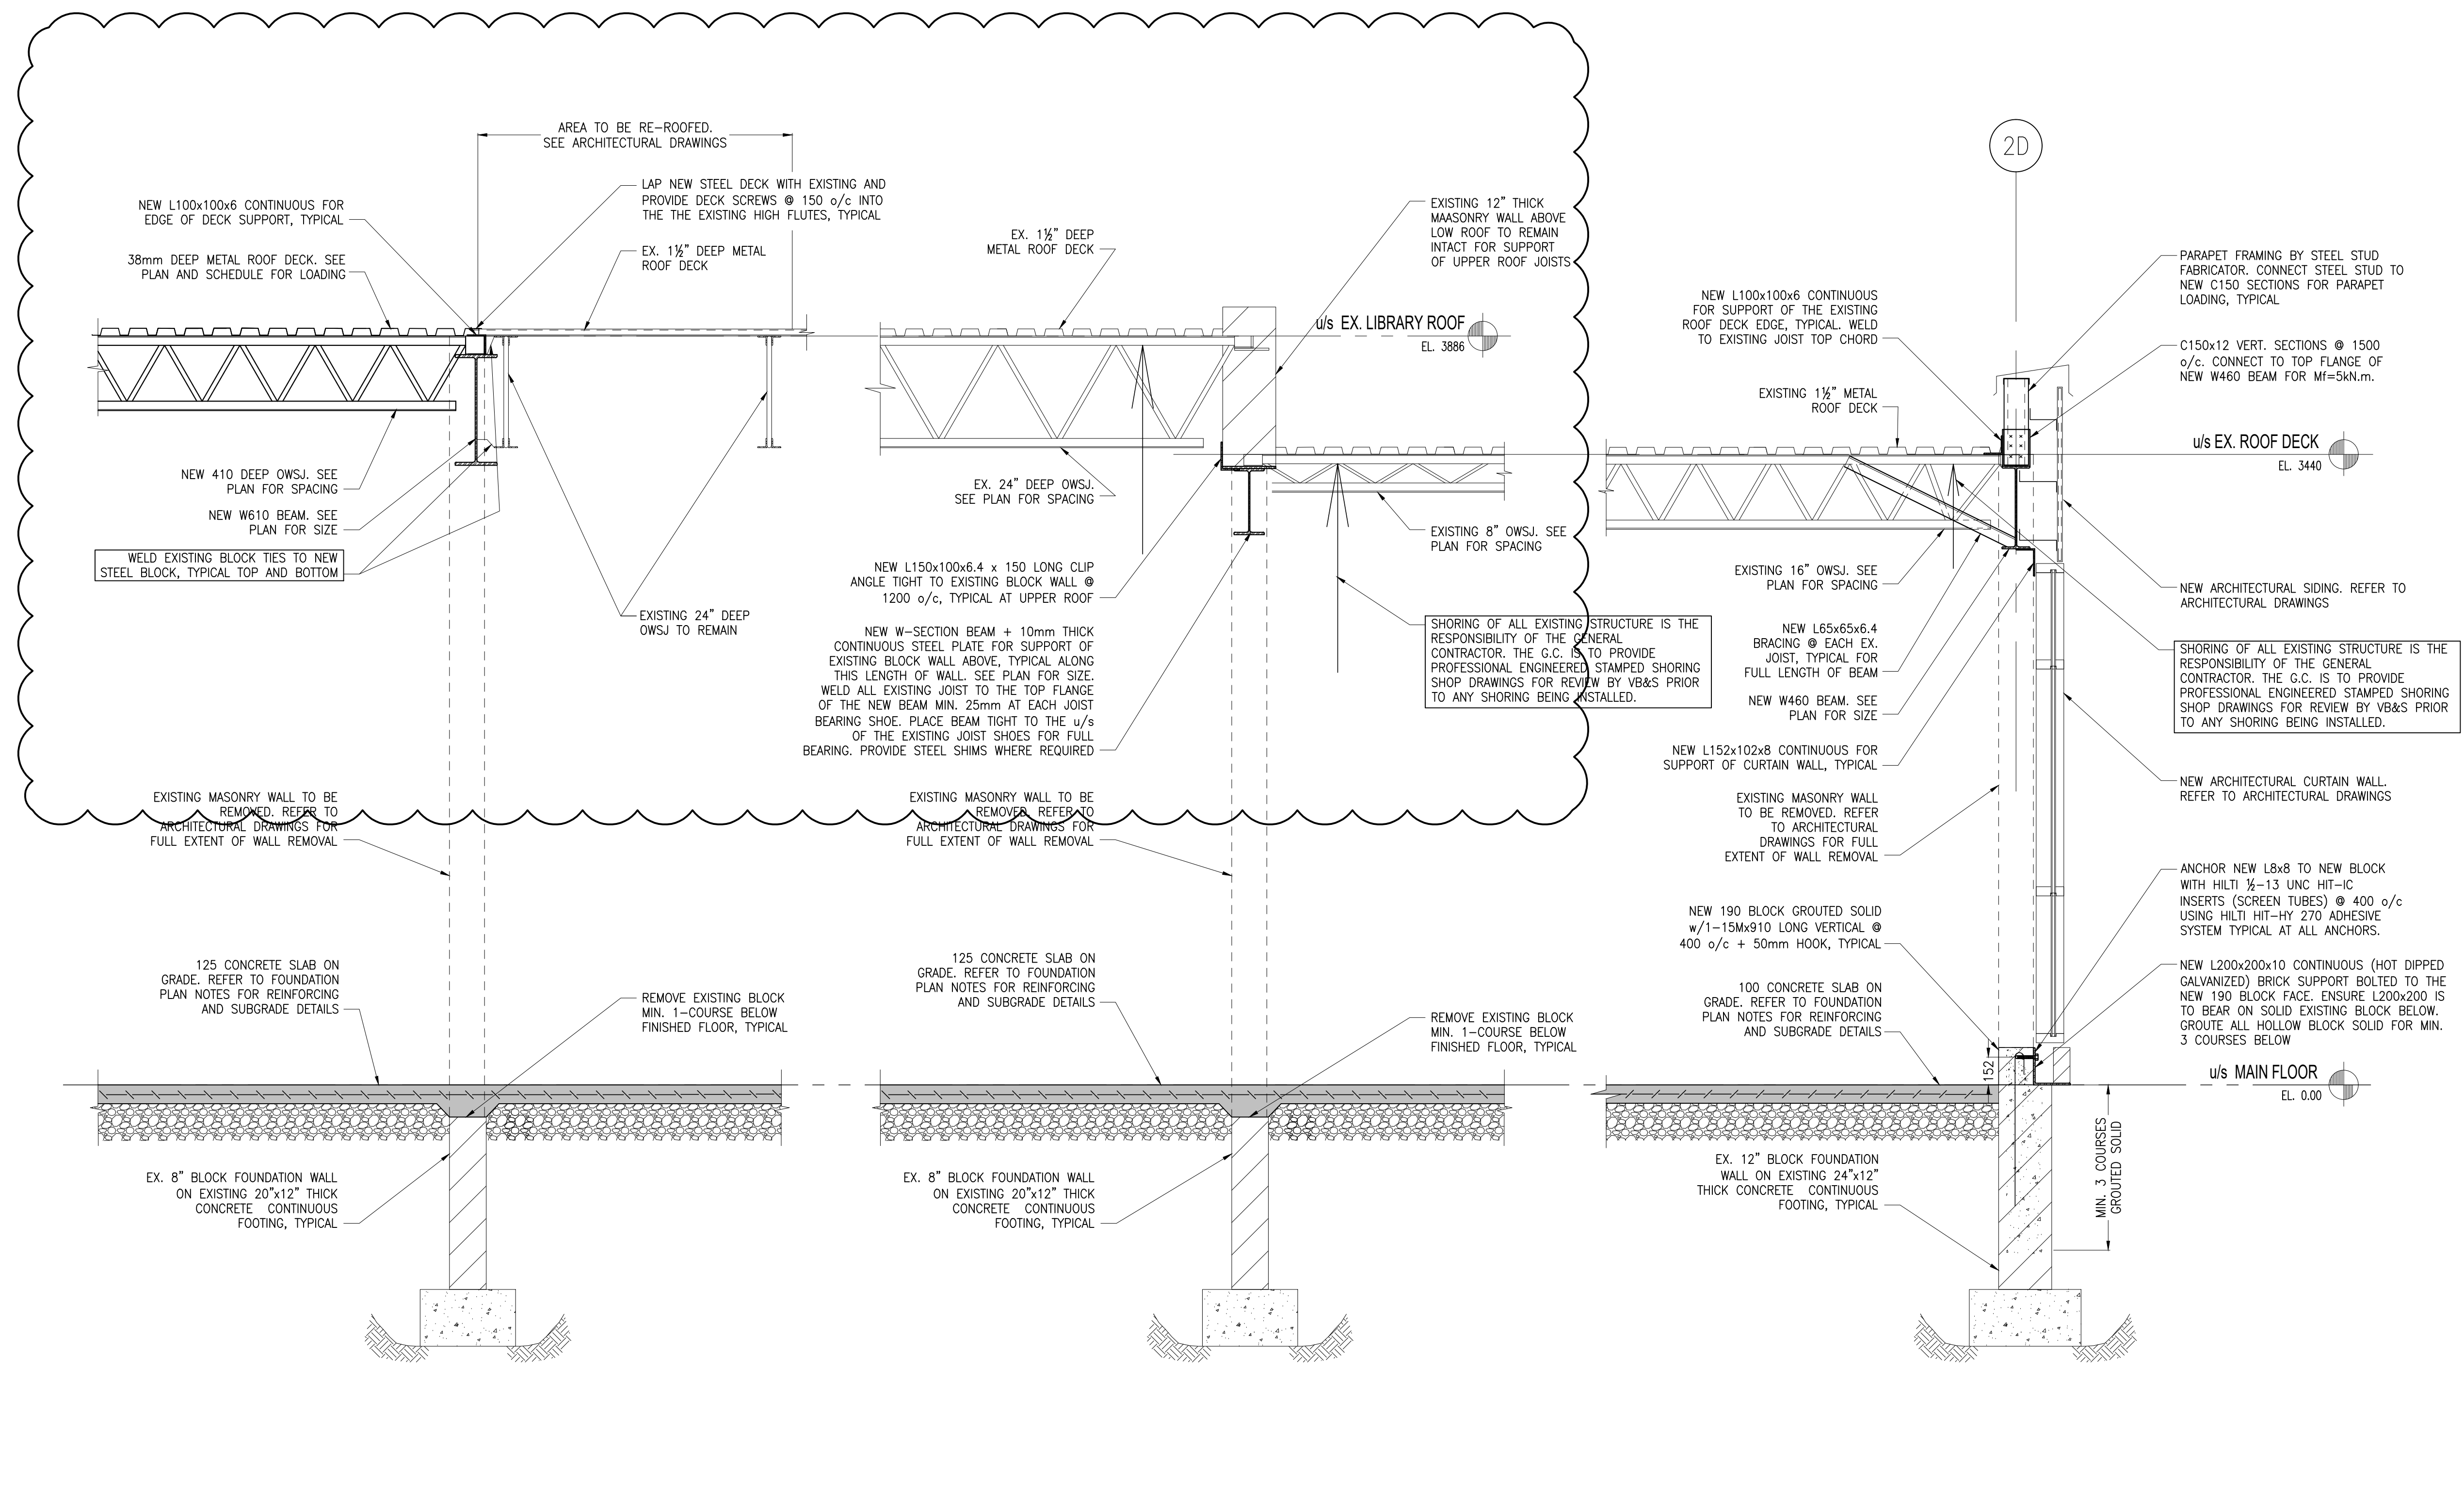 AREA TO BE RE-ROOFED.
SEE ARCHITECTURAL DRAWINGS
NEW L100x100x6 CONTINUOUS FOR
EDGE OF DECK SUPPORT, TYPICAL
38mm DEEP METAL ROOF DECK. SEE
PLAN AND SCHEDULE FOR LOADING
LAP NEW STEEL DECK WITH EXISTING AND
PROVIDE DECK SCREWS @ 150 o/c INTO
THE THE EXISTING HIGH FLUTES, TYPICAL
EX. 1½" DEEP METAL
ROOF DECK
NEW 410 DEEP OWSJ. SEE
PLAN FOR SPACING
NEW W610 BEAM. SEE
PLAN FOR SIZE
WELD EXISTING BLOCK TIES TO NEW
STEEL BLOCK, TYPICAL TOP AND BOTTOM
EXISTING 24" DEEP
OWSJ TO REMAIN
EXISTING MASONRY WALL TO BE
REMOVED. REFER TO
ARCHITECTURAL DRAWINGS FOR
FULL EXTENT OF WALL REMOVAL
125 CONCRETE SLAB ON
GRADE. REFER TO FOUNDATION
PLAN NOTES FOR REINFORCING
AND SUBGRADE DETAILS
REMOVE EXISTING BLOCK
MIN. 1-COURSE BELOW
FINISHED FLOOR, TYPICAL
EX. 8" BLOCK FOUNDATION WALL
ON EXISTING 20"x12" THICK
CONCRETE CONTINUOUS
FOOTING, TYPICAL
EX. 1½" DEEP
METAL ROOF DECK
EXISTING 12" THICK
MAASONRY WALL ABOVE
LOW ROOF TO REMAIN
INTACT FOR SUPPORT
OF UPPER ROOF JOISTS
u/s EX. LIBRARY ROOF
EL. 3886
EX. 24" DEEP OWSJ.
SEE PLAN FOR SPACING
EXISTING 8" OWSJ. SEE
PLAN FOR SPACING
NEW L150x100x6.4 x 150 LONG CLIP
ANGLE TIGHT TO EXISTING BLOCK WALL @
1200 o/c, TYPICAL AT UPPER ROOF
NEW W-SECTION BEAM + 10mm THICK
CONTINUOUS STEEL PLATE FOR SUPPORT OF
EXISTING BLOCK WALL ABOVE, TYPICAL ALONG
THIS LENGTH OF WALL. SEE PLAN FOR SIZE.
WELD ALL EXISTING JOIST TO THE TOP FLANGE
OF THE NEW BEAM MIN. 25mm AT EACH JOIST
BEARING SHOE. PLACE BEAM TIGHT TO THE u/s
OF THE EXISTING JOIST SHOES FOR FULL
BEARING. PROVIDE STEEL SHIMS WHERE REQUIRED
SHORING OF ALL EXISTING STRUCTURE IS THE
RESPONSIBILITY OF THE GENERAL
CONTRACTOR. THE G.C. IS TO PROVIDE
PROFESSIONAL ENGINEERED STAMPED SHORING
SHOP DRAWINGS FOR REVIEW BY VB&S PRIOR
TO ANY SHORING BEING INSTALLED.
EXISTING MASONRY WALL TO BE
REMOVED. REFER TO
ARCHITECTURAL DRAWINGS FOR
FULL EXTENT OF WALL REMOVAL
125 CONCRETE SLAB ON
GRADE. REFER TO FOUNDATION
PLAN NOTES FOR REINFORCING
AND SUBGRADE DETAILS
REMOVE EXISTING BLOCK
MIN. 1-COURSE BELOW
FINISHED FLOOR, TYPICAL
EX. 8" BLOCK FOUNDATION WALL
ON EXISTING 20"x12" THICK
CONCRETE CONTINUOUS
FOOTING, TYPICAL
2D
NEW L100x100x6 CONTINUOUS
FOR SUPPORT OF THE EXISTING
ROOF DECK EDGE, TYPICAL. WELD
TO EXISTING JOIST TOP CHORD
EXISTING 1½" METAL
ROOF DECK
PARAPET FRAMING BY STEEL STUD
FABRICATOR. CONNECT STEEL STUD TO
NEW C150 SECTIONS FOR PARAPET
LOADING, TYPICAL
C150x12 VERT. SECTIONS @ 1500
o/c. CONNECT TO TOP FLANGE OF
NEW W460 BEAM FOR Mf=5kN.m.
u/s EX. ROOF DECK
EL. 3440
EXISTING 16" OWSJ. SEE
PLAN FOR SPACING
NEW L65x65x6.4
BRACING @ EACH EX.
JOIST, TYPICAL FOR
FULL LENGTH OF BEAM
NEW W460 BEAM. SEE
PLAN FOR SIZE
NEW L152x102x8 CONTINUOUS FOR
SUPPORT OF CURTAIN WALL, TYPICAL
EXISTING MASONRY WALL
TO BE REMOVED. REFER
TO ARCHITECTURAL
DRAWINGS FOR FULL
EXTENT OF WALL REMOVAL
NEW ARCHITECTURAL SIDING. REFER TO
ARCHITECTURAL DRAWINGS
SHORING OF ALL EXISTING STRUCTURE IS THE
RESPONSIBILITY OF THE GENERAL
CONTRACTOR. THE G.C. IS TO PROVIDE
PROFESSIONAL ENGINEERED STAMPED SHORING
SHOP DRAWINGS FOR REVIEW BY VB&S PRIOR
TO ANY SHORING BEING INSTALLED.
NEW ARCHITECTURAL CURTAIN WALL.
REFER TO ARCHITECTURAL DRAWINGS
NEW 190 BLOCK GROUTED SOLID
w/1-15Mx910 LONG VERTICAL @
400 o/c + 50mm HOOK, TYPICAL
100 CONCRETE SLAB ON
GRADE. REFER TO FOUNDATION
PLAN NOTES FOR REINFORCING
AND SUBGRADE DETAILS
ANCHOR NEW L8x8 TO NEW BLOCK
WITH HILTI ½-13 UNC HIT-IC
INSERTS (SCREEN TUBES) @ 400 o/c
USING HILTI HIT-HY 270 ADHESIVE
SYSTEM TYPICAL AT ALL ANCHORS.
NEW L200x200x10 CONTINUOUS (HOT DIPPED
GALVANIZED) BRICK SUPPORT BOLTED TO THE
NEW 190 BLOCK FACE. ENSURE L200x200 IS
TO BEAR ON SOLID EXISTING BLOCK BELOW.
GROUTE ALL HOLLOW BLOCK SOLID FOR MIN.
3 COURSES BELOW
152
u/s MAIN FLOOR
EL. 0.00
MIN. 3 COURSES
GROUTED SOLID
EX. 12" BLOCK FOUNDATION
WALL ON EXISTING 24"x12"
THICK CONCRETE CONTINUOUS
FOOTING, TYPICAL